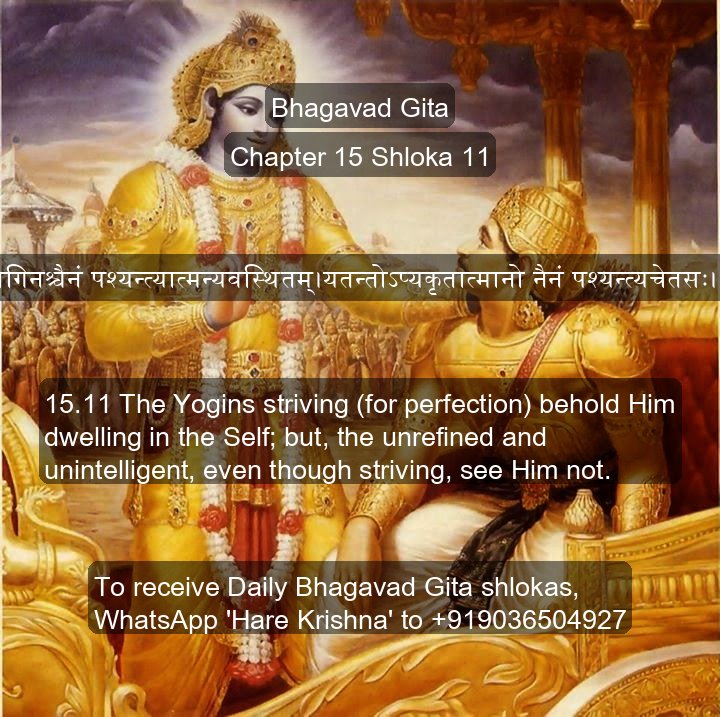 Bhagavad Gita
Chapter 15 Shloka 11
गिनश्चैनं पश्यन्त्यात्मन्यवस्थितम्।यतन्तोऽप्यकृतात्मानो नैनं पश्यन्त्यचेतसः।
15.11 The Yogins striving (for perfection) behold Him
dwelling in the Self; but, the unrefined and
unintelligent, even though striving, see Him not.
To receive Daily Bhagavad Gita shlokas,
WhatsApp 'Hare Krishna' to +919036504927